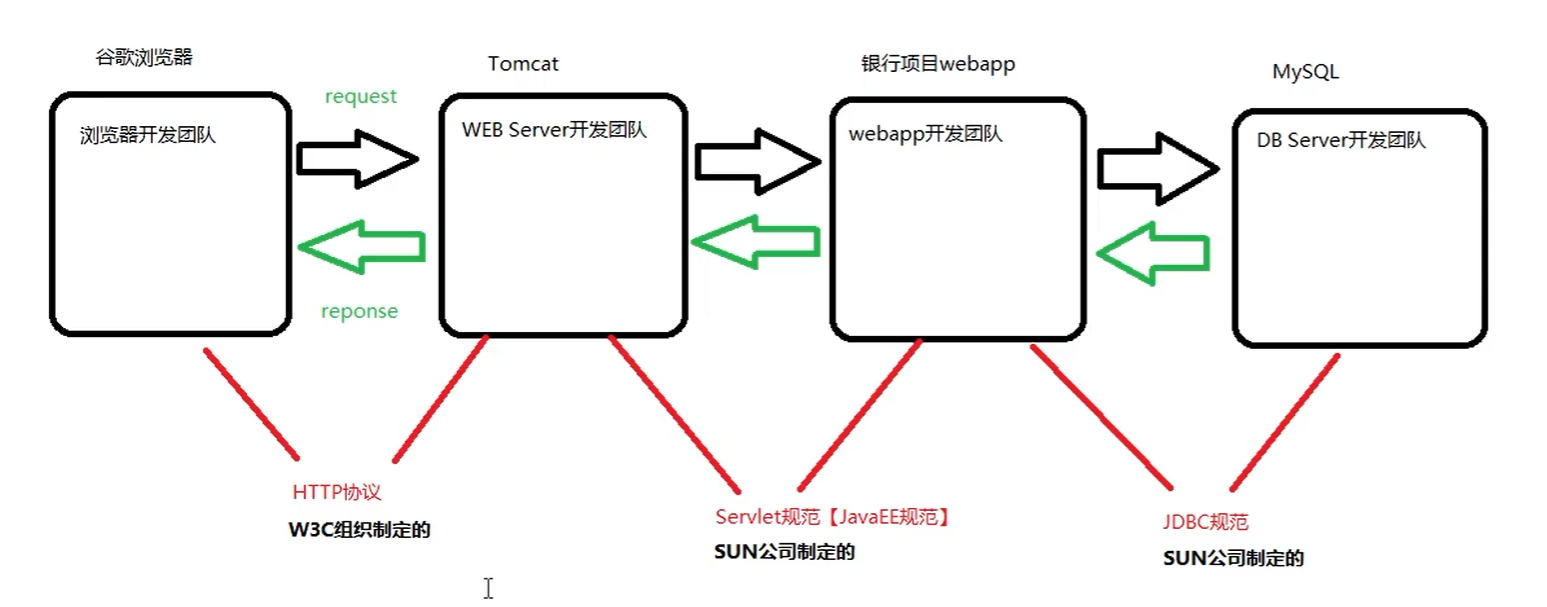 谷歌浏览器
Tomcat
银行项目webapp
MySQL
request
浏览器开发团队
WEB Server开发团队
webapp开发团队
DB Server开发团队
reponse
HTTP协议
W3C组织制定的
Servlet规范【JavaEE规范】
SUN公司制定的
JDBC规范
SUN公司制定的